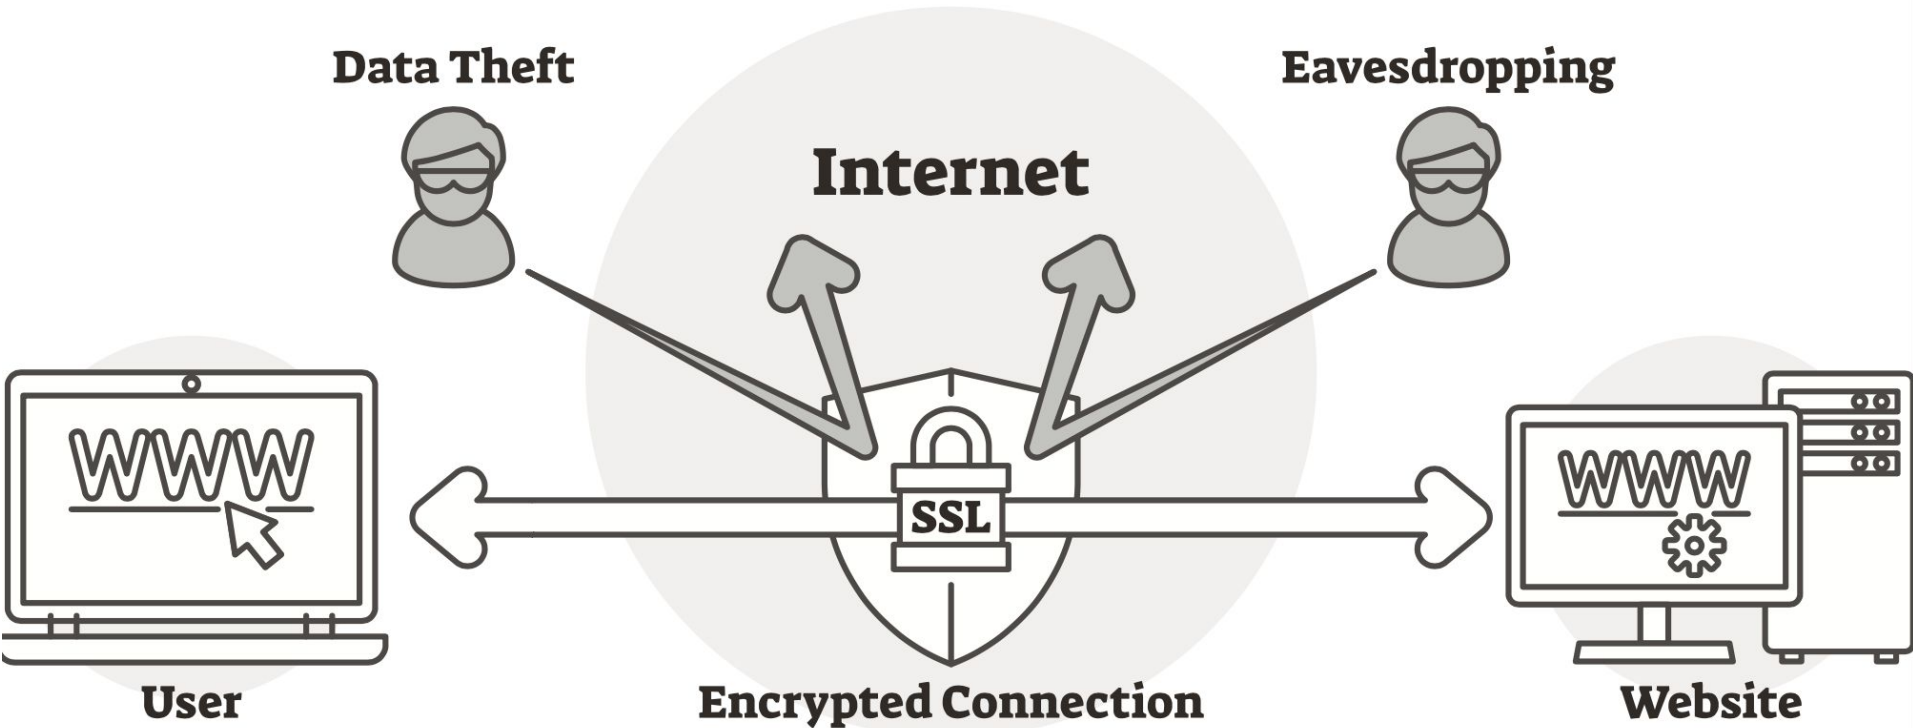 Data Theft
Eavesdropping
Internet
WWW
SSL
WWW
User
Encrypted Connection
Website